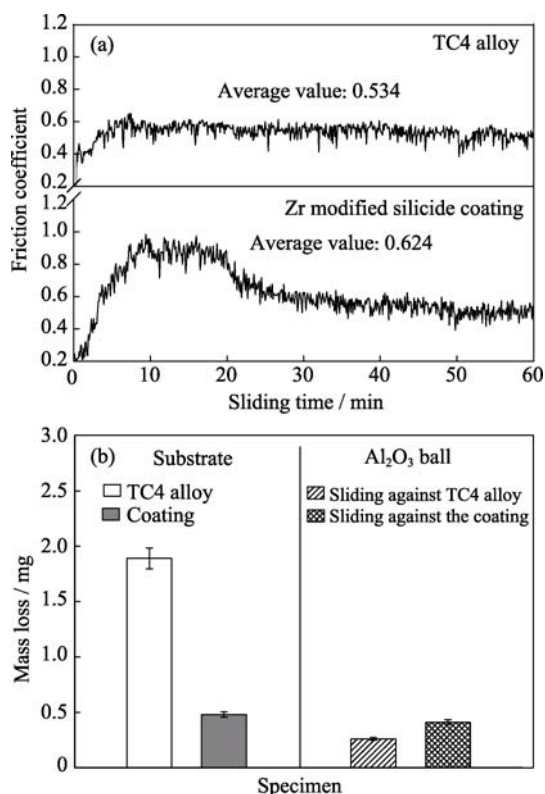 1.2
(a)
TC4 alloy
1.0
Average value: 0.534
0.8
0.6
0.4
0.2
Friction coefficient
1.2
Zr modified silicide coating
1.0
Average value: 0.624
0.8
0.6
0.4
0.2
0 10 20 30 40 50 60
Sliding time / min
3.0
(b)
Substrate
Al₂O₃ ball
2.5
TC4 alloy
Coating
Sliding against TC4 alloy
Sliding against the coating
2.0
1.5
1.0
0.5
0
Mass loss / mg
Specimen